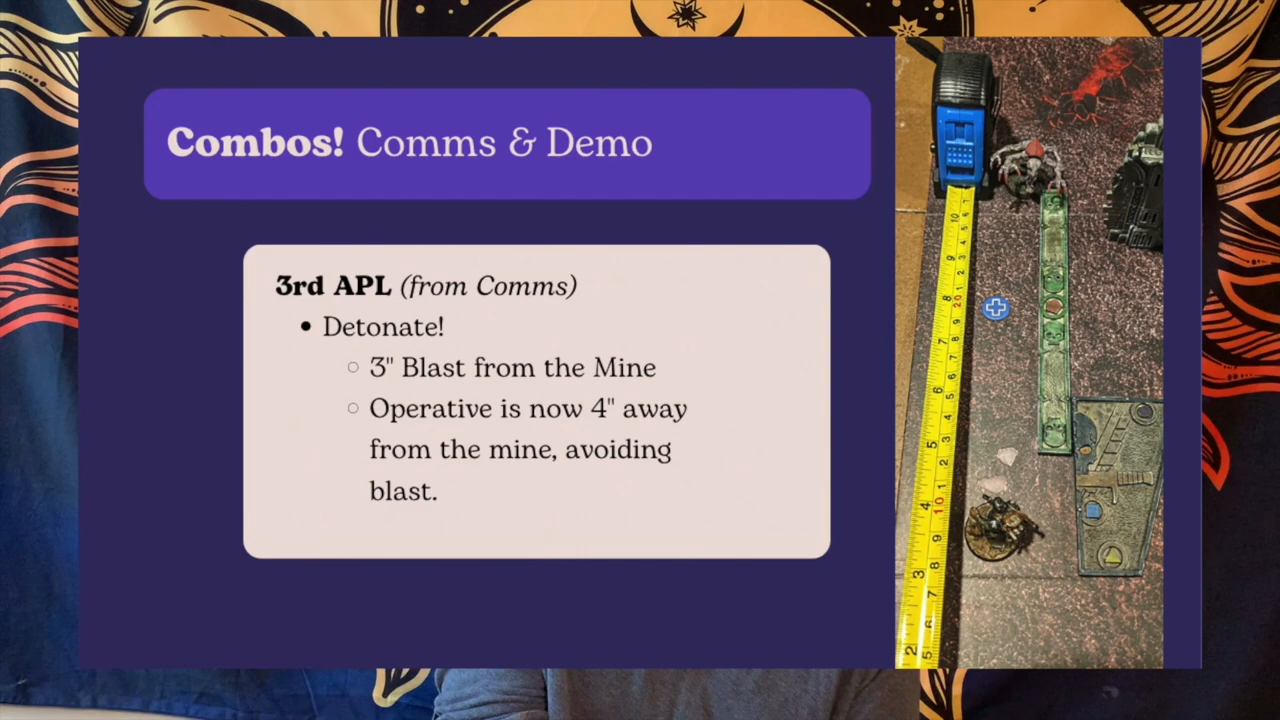 Combos! Comms & Demo
3rd APL (from Comms)
• Detonate!
○ 3" Blast from the Mine
○ Operative is now 4" away
from the mine, avoiding
blast.